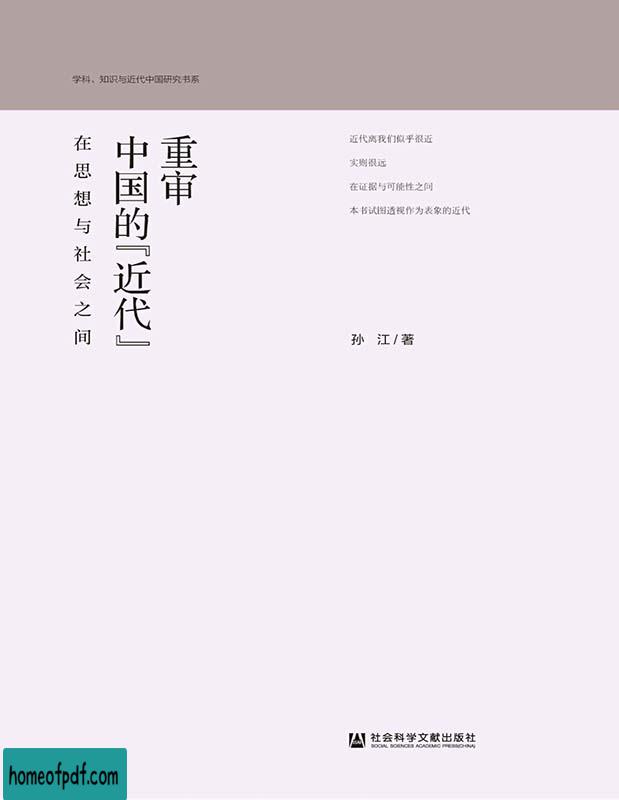 学科、知识与近代中国研究书系
重审
中国的『近代』
在思想与社会之间
近代离我们似乎很近
实则很远
在证据与可能性之间
本书试图透视作为表象的近代
孙 江/著
社会科学文献出版社
SOCIAL SCIENCES ACADEMIC PRESS(CHINA)
homeofpdf.com